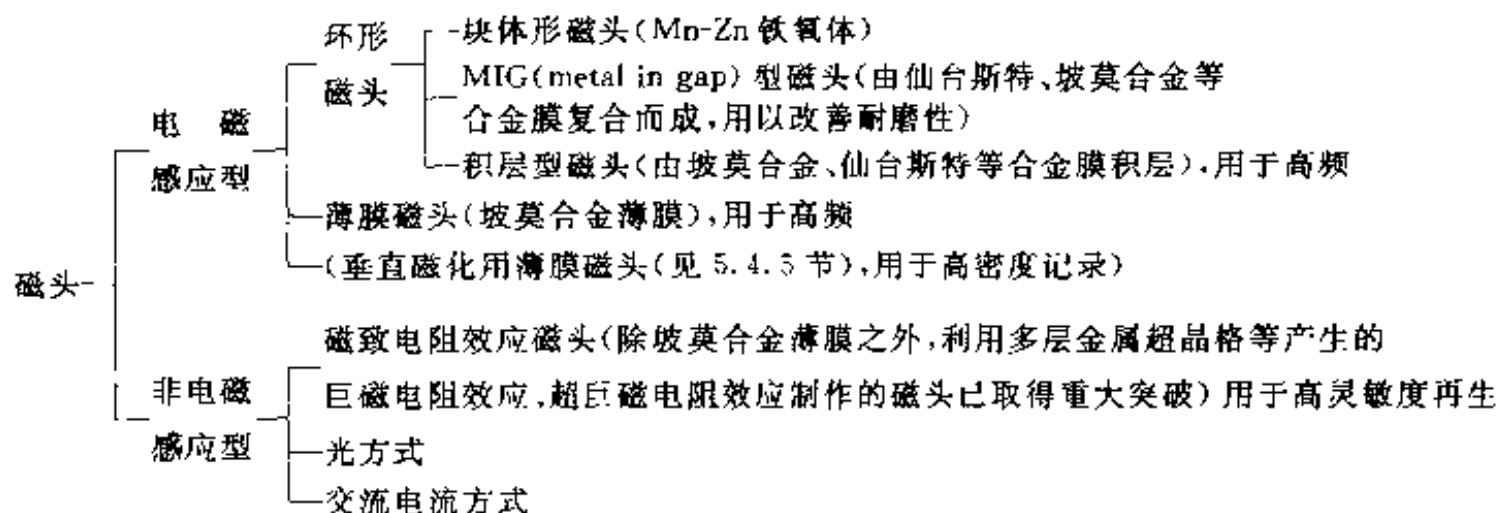 环形
块体形磁头(Mn-Zn铁氧体)
磁头
MIG(metal in gap)型磁头(由仙台斯特、坡莫合金等
合金膜复合而成,用以改善耐磨性)
电磁
感应型
积层型磁头(由坡莫合金、仙台斯特等合金膜积层),用于高频
薄膜磁头(坡莫合金薄膜),用于高频
(垂直磁化用薄膜磁头(见5.4.5节),用于高密度记录)
磁头
磁致电阻效应磁头(除坡莫合金薄膜之外,利用多层金属超晶格等产生的
非电磁
巨磁电阻效应,超巨磁电阻效应制作的磁头已取得重大突破)用于高灵敏度再生
感应型
光方式
交流电流方式